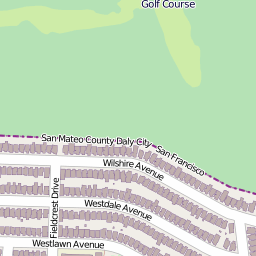 Golf Course
San Mateo County Daly City
San Francisco
Wilshire Avenue
Fieldcrest Drive
Westdale Avenue
Westlawn Avenue